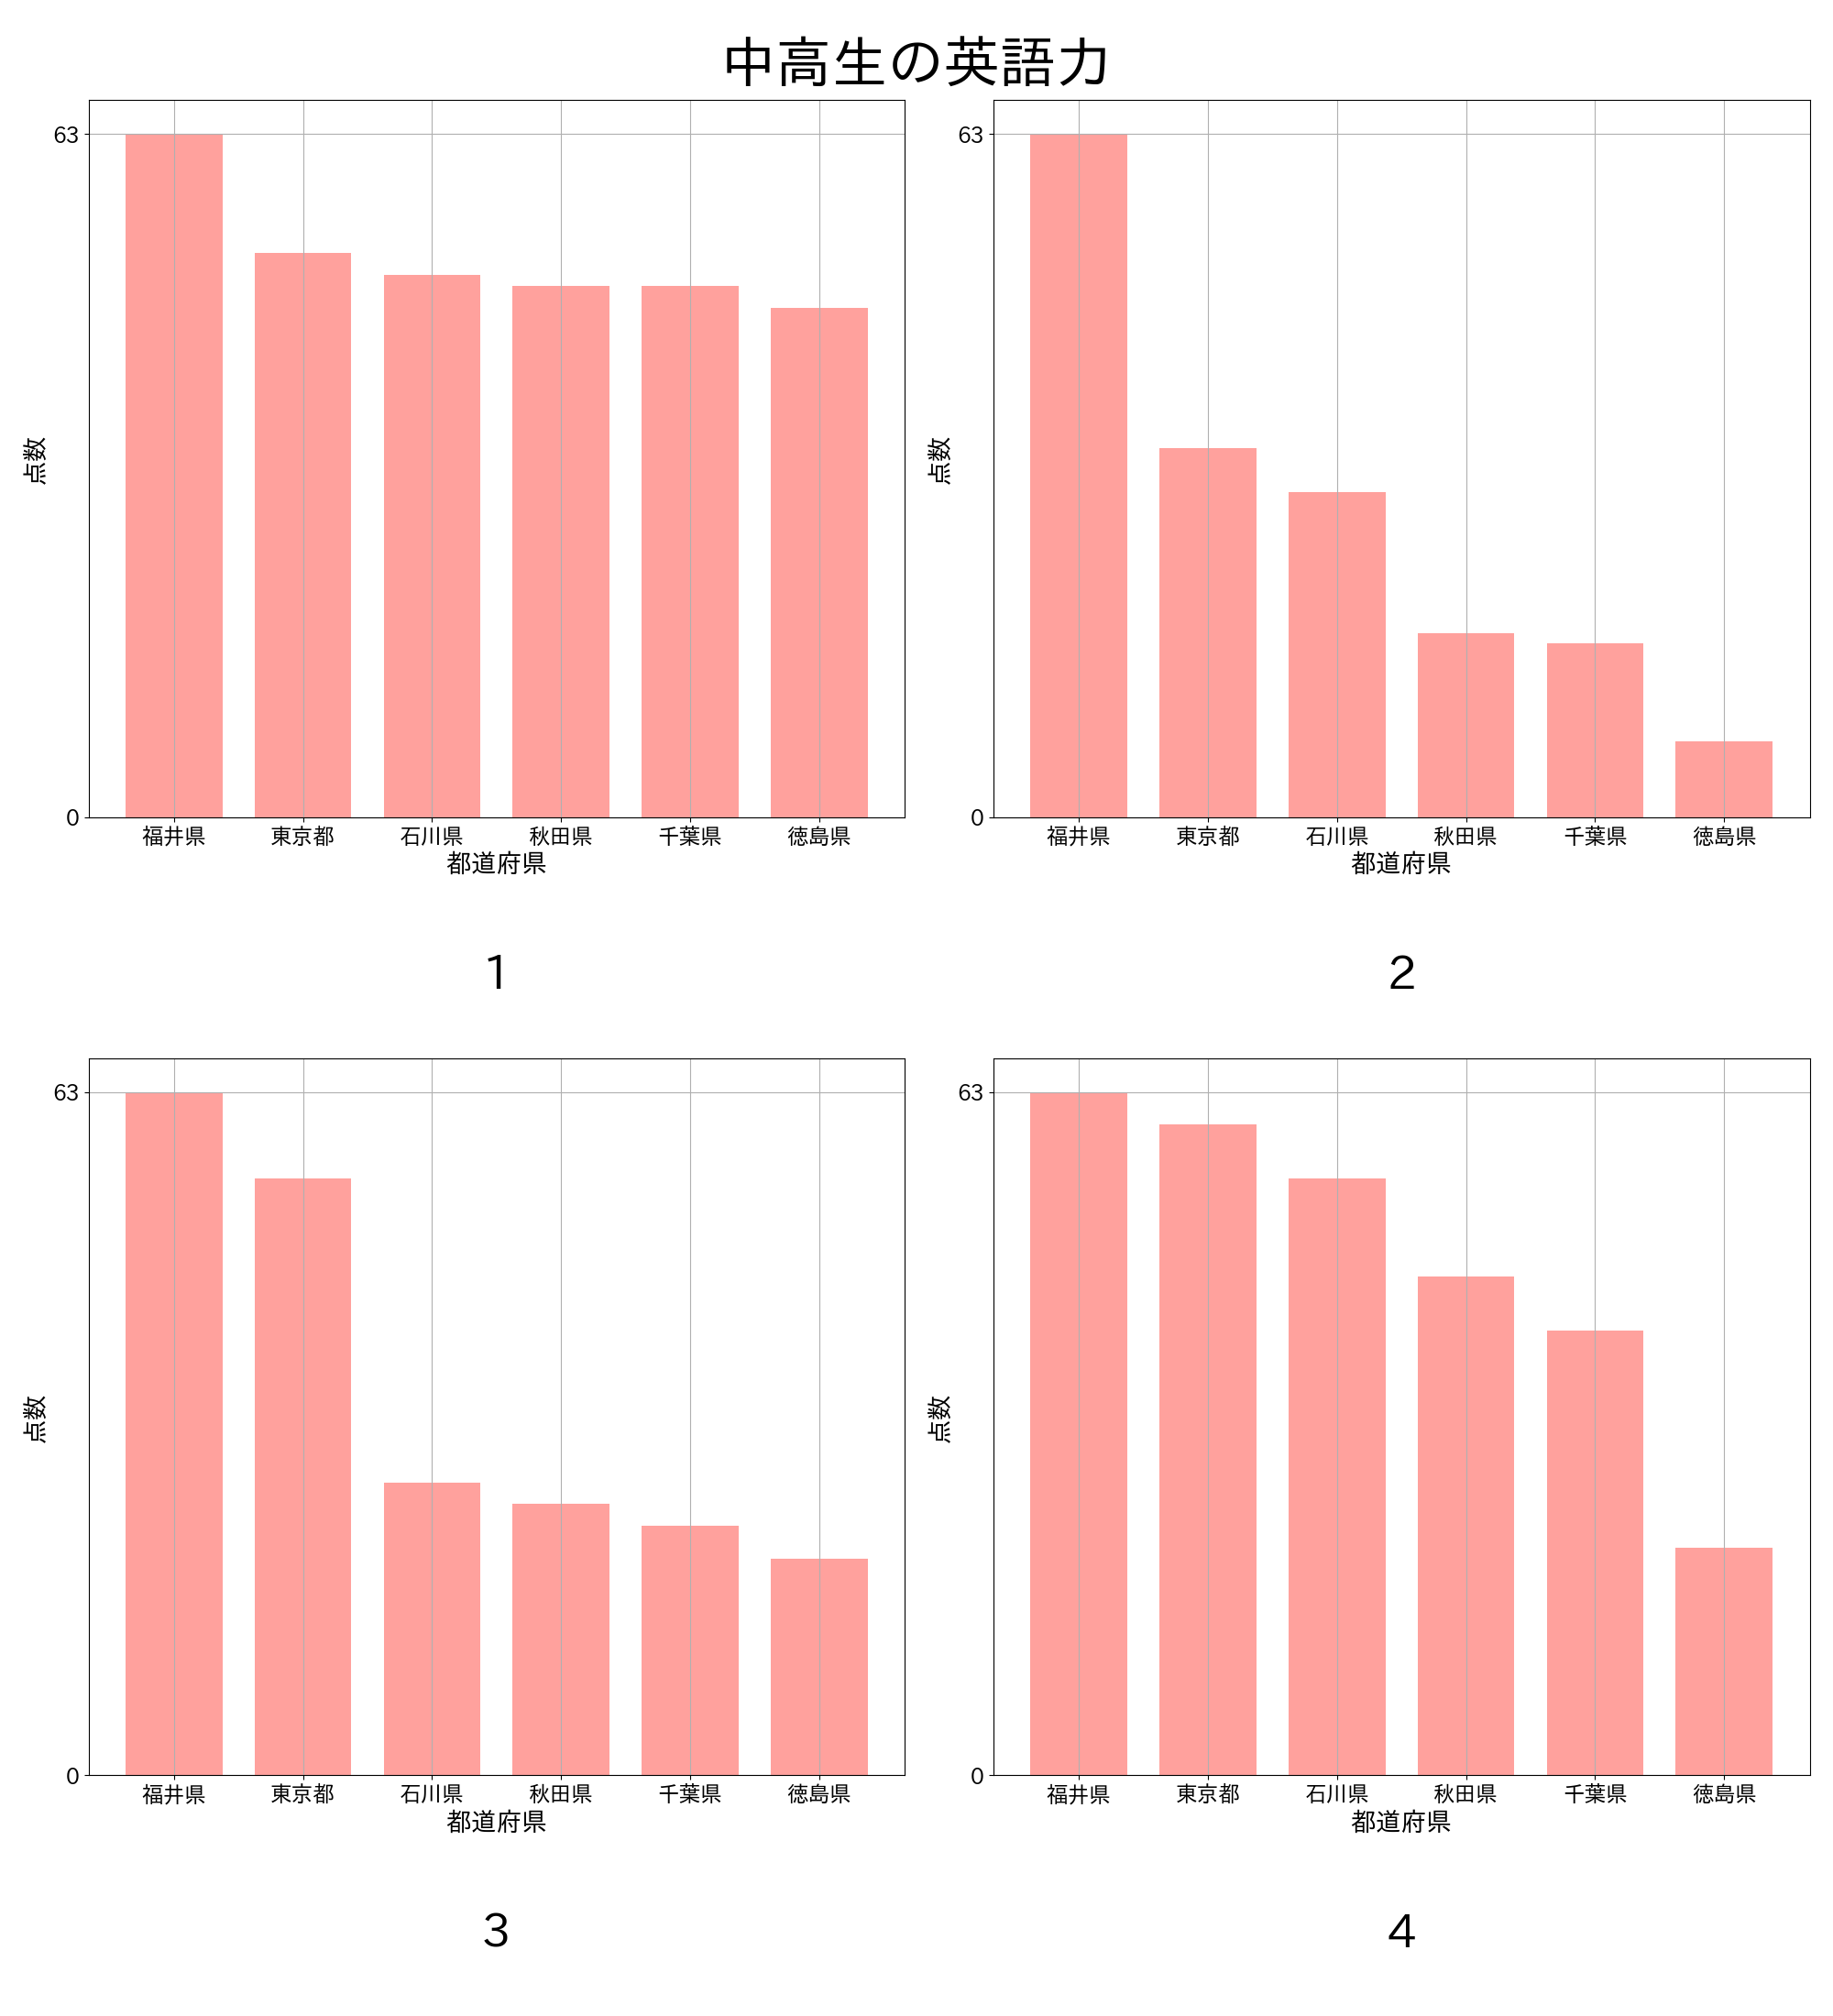 中高生の英語力
63
点数
0
福井県 東京都 石川県 秋田県 千葉県 徳島県
都道府県
1
63
点数
0
福井県 東京都 石川県 秋田県 千葉県 徳島県
都道府県
2
63
点数
0
福井県 東京都 石川県 秋田県 千葉県 徳島県
都道府県
3
63
点数
0
福井県 東京都 石川県 秋田県 千葉県 徳島県
都道府県
4